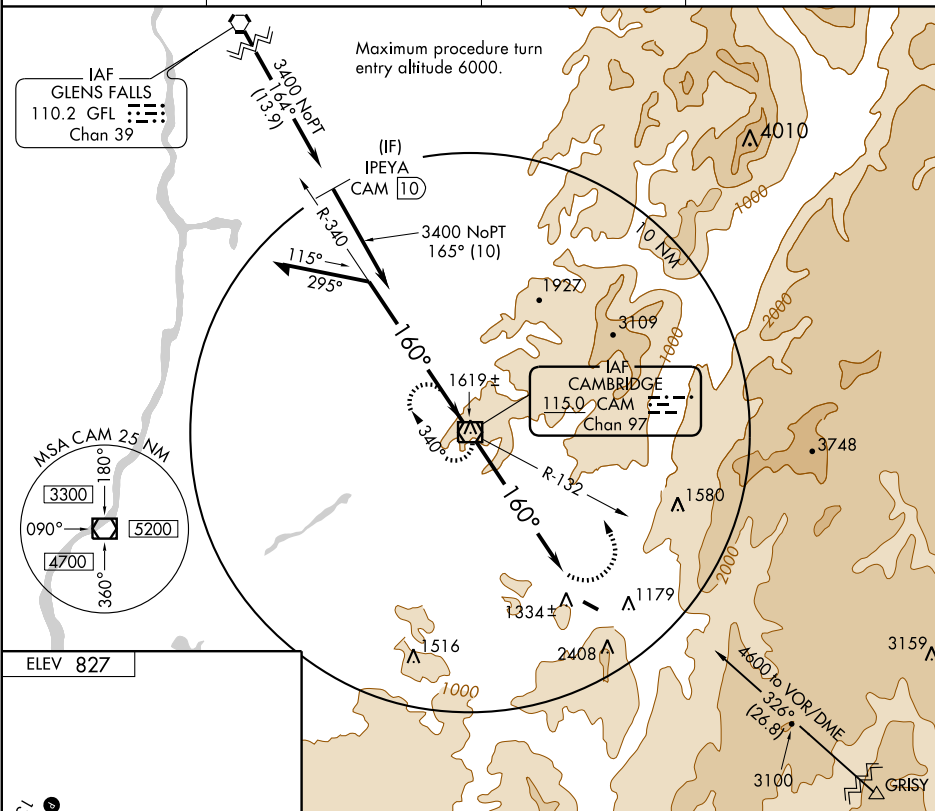 IAF
GLENS FALLS
110.2 GFL
Chan 39
3400 NoPT
164°
(13.9)
Maximum procedure turn
entry altitude 6000.
(IF)
IPEYA
CAM 10
R-340
3400 NoPT
165° (10)
115°
295°
160°
4010
1000
10 NM
1927
3109
1000
2000
1619 ±
IAF
CAMBRIDGE
115.0 CAM
Chan 97
340°
R-132
160°
3748
1580
2000
MSA CAM 25 NM
180°
3300
090°
5200
4700
360°
1334 ±
1179
1516
2408
3159
1000
4600 to VOR/DME
326°
(26.8)
3100
GRISY
ELEV 827